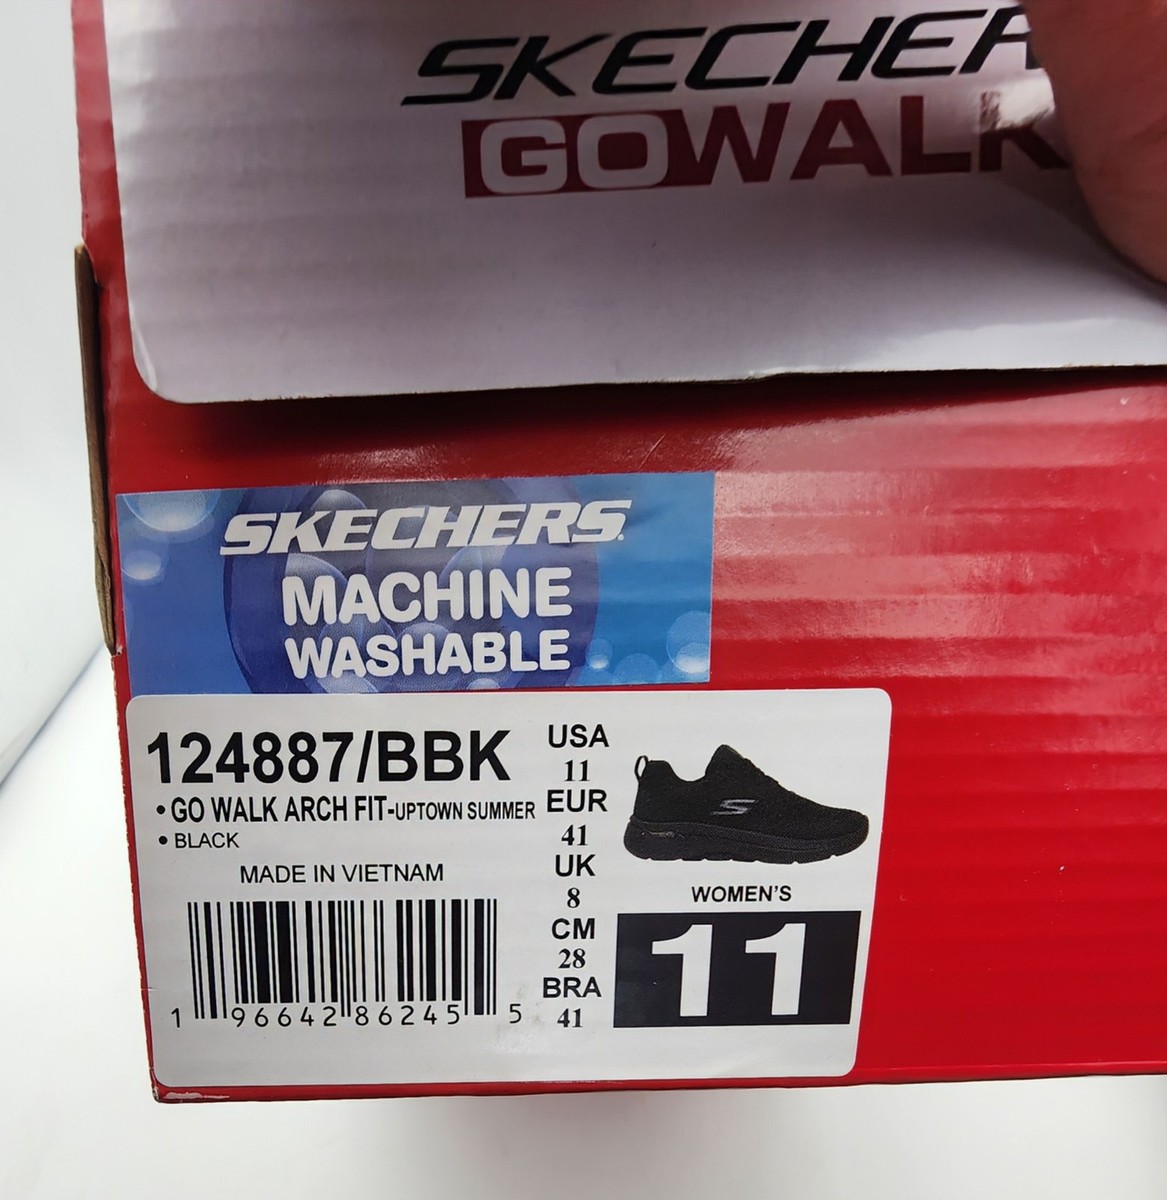 SKECHER
GOWALK
SKECHERS
MACHINE
WASHABLE
124887/BBK
• GO WALK ARCH FIT-UPTOWN SUMMER
• BLACK
MADE IN VIETNAM
1 96642 86245 5
USA
11
EUR
41
UK
8
CM
28
BRA
41
WOMEN'S
11